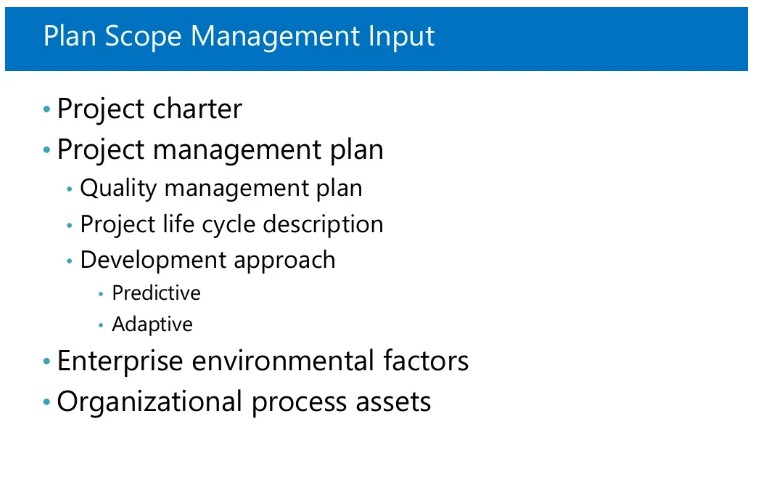 Plan Scope Management Input
• Project charter
• Project management plan
• Quality management plan
• Project life cycle description
• Development approach
• Predictive
• Adaptive
• Enterprise environmental factors
• Organizational process assets